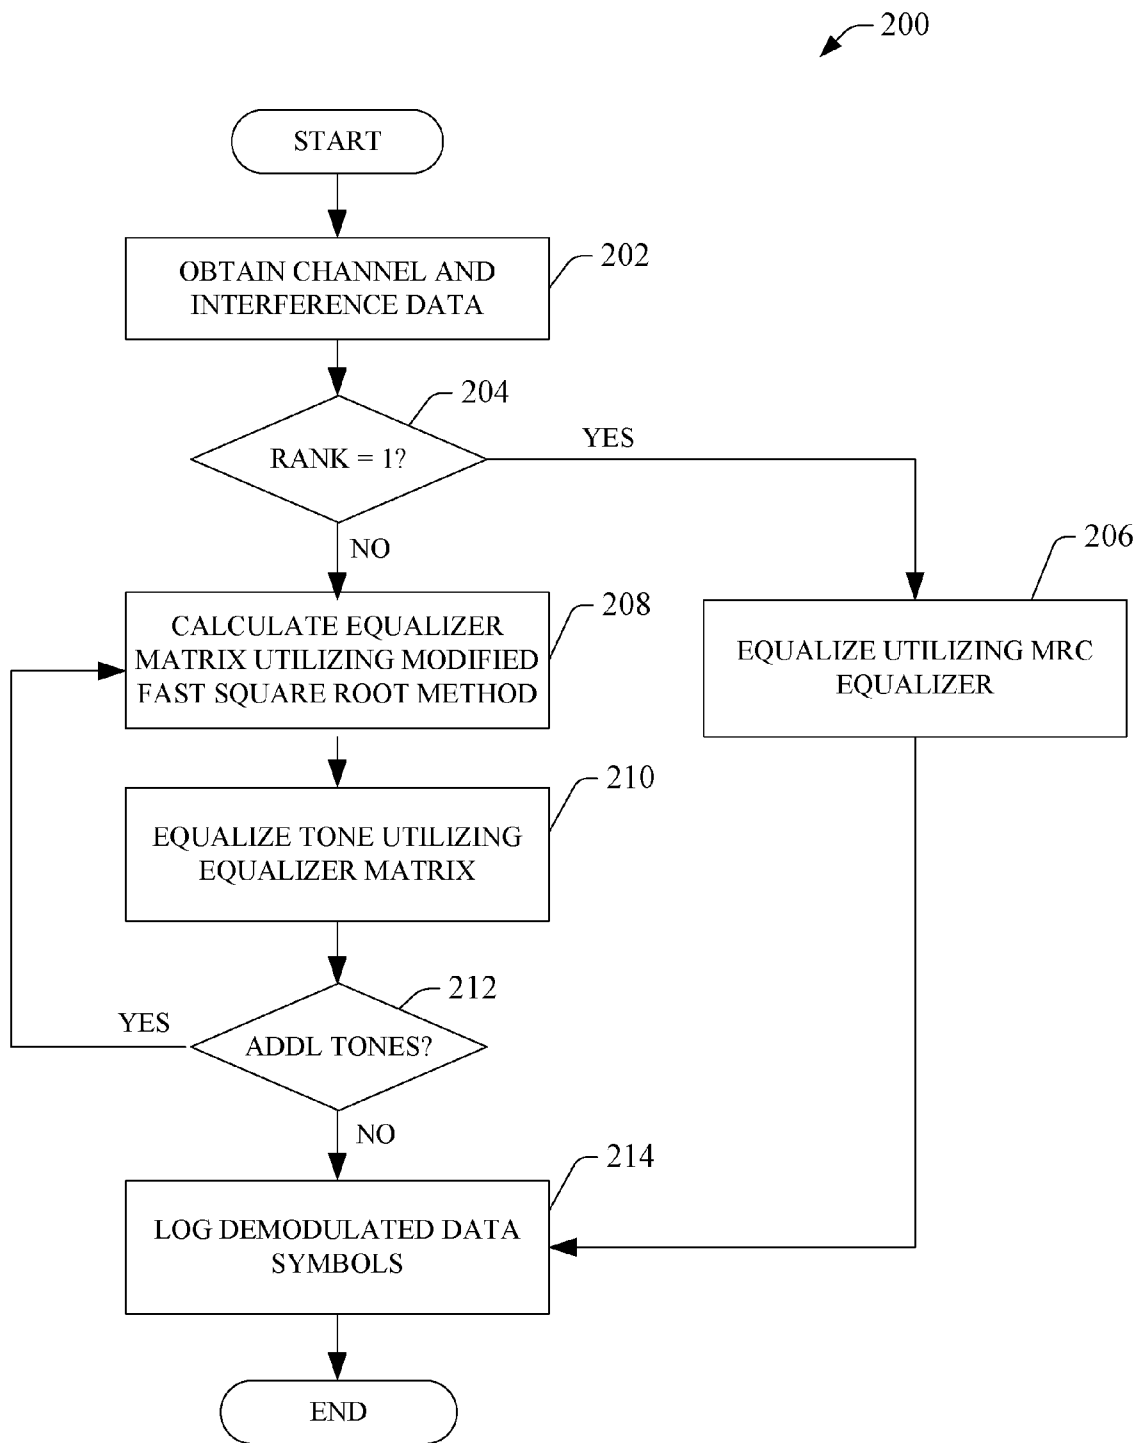 200
START
202
OBTAIN CHANNEL AND
INTERFERENCE DATA
204
RANK = 1?
YES
NO
206
208
CALCULATE EQUALIZER
MATRIX UTILIZING MODIFIED
FAST SQUARE ROOT METHOD
EQUALIZE UTILIZING MRC
EQUALIZER
210
EQUALIZE TONE UTILIZING
EQUALIZER MATRIX
212
YES
ADDL TONES?
NO
214
LOG DEMODULATED DATA
SYMBOLS
END